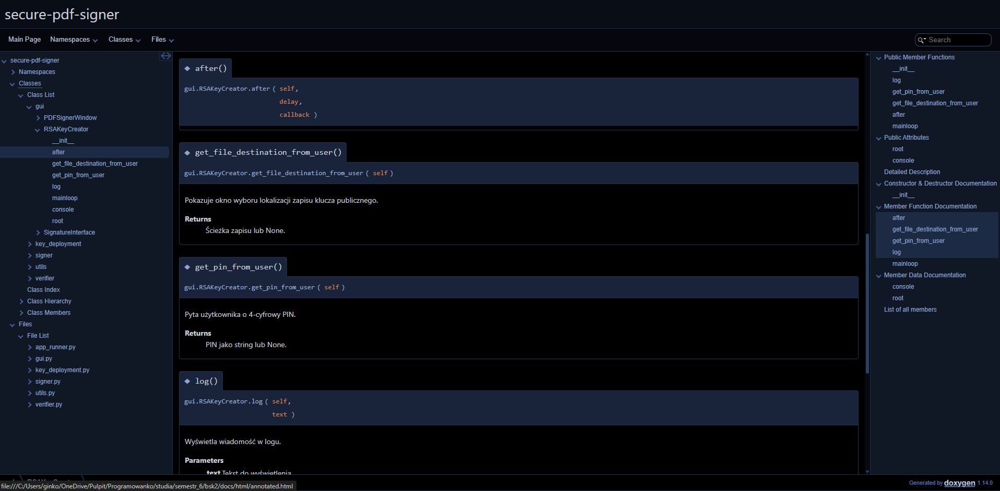 secure-pdf-signer
Main Page Namespaces Classes Files Search
secure-pdf-signer
Namespaces
Classes
Class List
gui
PDFSignerWindow
RSAKeyCreator
__init__
after
get_file_destination_from_user
get_pin_from_user
log
mainloop
console
root
SignatureInterface
key_deployment
signer
utils
verifier
Class Index
Class Hierarchy
Class Members
Files
File List
app_runner.py
gui.py
key_deployment.py
signer.py
utils.py
verifier.py
after()
gui.RSAKeyCreator.after ( self,
delay,
callback )
get_file_destination_from_user()
gui.RSAKeyCreator.get_file_destination_from_user ( self )
Pokazuje okno wyboru lokalizacji zapisu klucza publicznego.
Returns
Ścieżka zapisu lub None.
get_pin_from_user()
gui.RSAKeyCreator.get_pin_from_user ( self )
Pyta użytkownika o 4-cyfrowy PIN.
Returns
PIN jako string lub None.
log()
gui.RSAKeyCreator.log ( self,
text )
Wyświetla wiadomość w logu.
Parameters
text Tekst do wyświetlenia
Public Member Functions
__init__
log
get_pin_from_user
get_file_destination_from_user
after
mainloop
Public Attributes
root
console
Detailed Description
Constructor & Destructor Documentation
__init__
Member Function Documentation
after
get_file_destination_from_user
get_pin_from_user
log
mainloop
Member Data Documentation
console
root
List of all members
file:///C:/Users/ginko/OneDrive/Pulpit/Programowanko/studia/semestr_6/bsk2/docs/html/annotated.html
Generated by doxygen 1.14.0